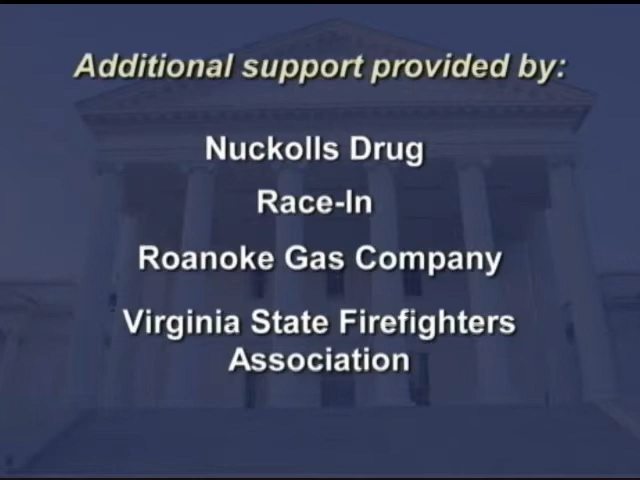 Additional support provided by:
Nuckolls Drug
Race-In
Roanoke Gas Company
Virginia State Firefighters
Association